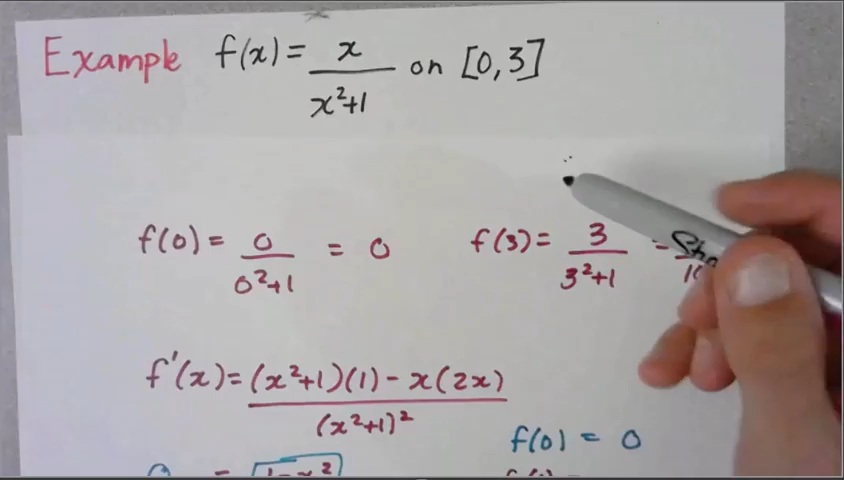 Example f(x) = x / x²+1 on [0,3]
f(0) = 0 / 0²+1 = 0 f(3) = 3 / 3²+1 =
f'(x) = (x²+1)(1) - x(2x) / (x²+1)²
f(0) = 0